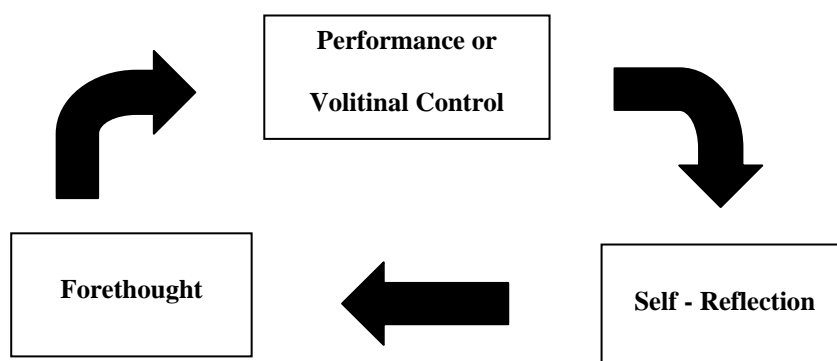 Performance or
Volitinal Control
Forethought
Self - Reflection